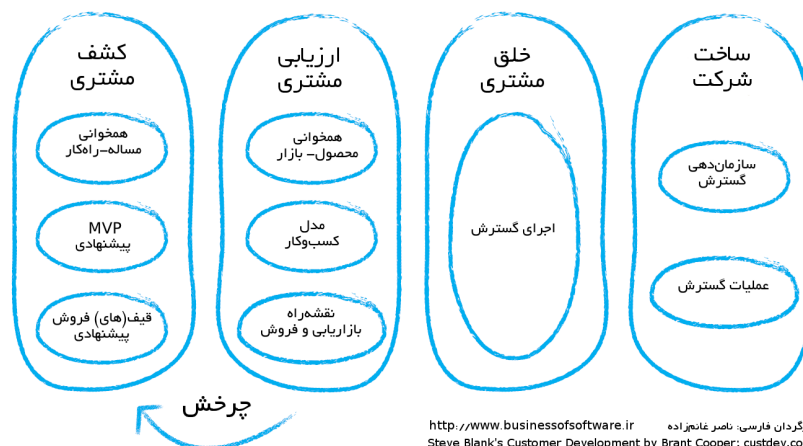 کشف
مشتری
همخوانی
مساله-راه‌کار
MVP
پیشنهادی
قیف(های) فروش
پیشنهادی
ارزیابی
مشتری
همخوانی
محصول- بازار
مدل
کسب‌وکار
نقشه‌راه
بازاریابی و فروش
خلق
مشتری
اجرای گسترش
ساخت
شرکت
سازمان‌دهی
گسترش
عملیات گسترش
چرخش
فارسی: ناصر غانم‌زاده http://www.businessofsoftware.ir
Steve Blank's Customer Development by Brant Cooper: custdev.co